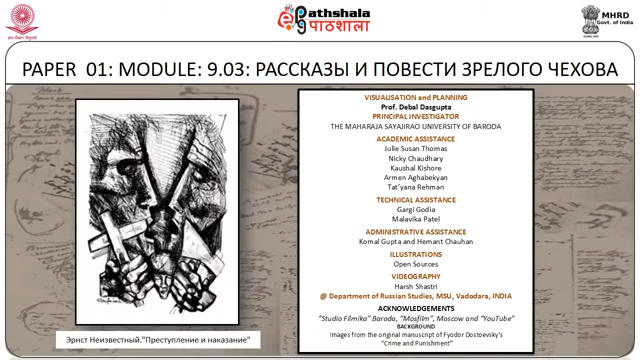 ePathshala
पाठशाला
MHRD
Govt. of India
PAPER 01: MODULE: 9.03: РАССКАЗЫ И ПОВЕСТИ ЗРЕЛОГО ЧЕХОВА
VISUALISATION and PLANNING
Prof. Debal Dasgupta
PRINCIPAL INVESTIGATOR
THE MAHARAJA SAYAJIRAO UNIVERSITY OF BARODA
ACADEMIC ASSISTANCE
Julie Susan Thomas
Nicky Chaudhary
Kaushal Kishore
Armen Aghabekyan
Tat'yana Rehman
TECHNICAL ASSISTANCE
Gargi Godia
Malavika Patel
ADMINISTRATIVE ASSISTANCE
Komal Gupta and Hemant Chauhan
ILLUSTRATIONS
Open Sources
VIDEOGRAPHY
Harsh Shastri
@ Department of Russian Studies, MSU, Vadodara, INDIA
ACKNOWLEDGEMENTS
"Studio Filmika" Baroda, "Mosfilm", Moscow and "YouTube"
BACKGROUND
Images from the original manuscript of Fyodor Dostoevsky's
"Crime and Punishment"
Эрнст Неизвестный."Преступление и наказание"